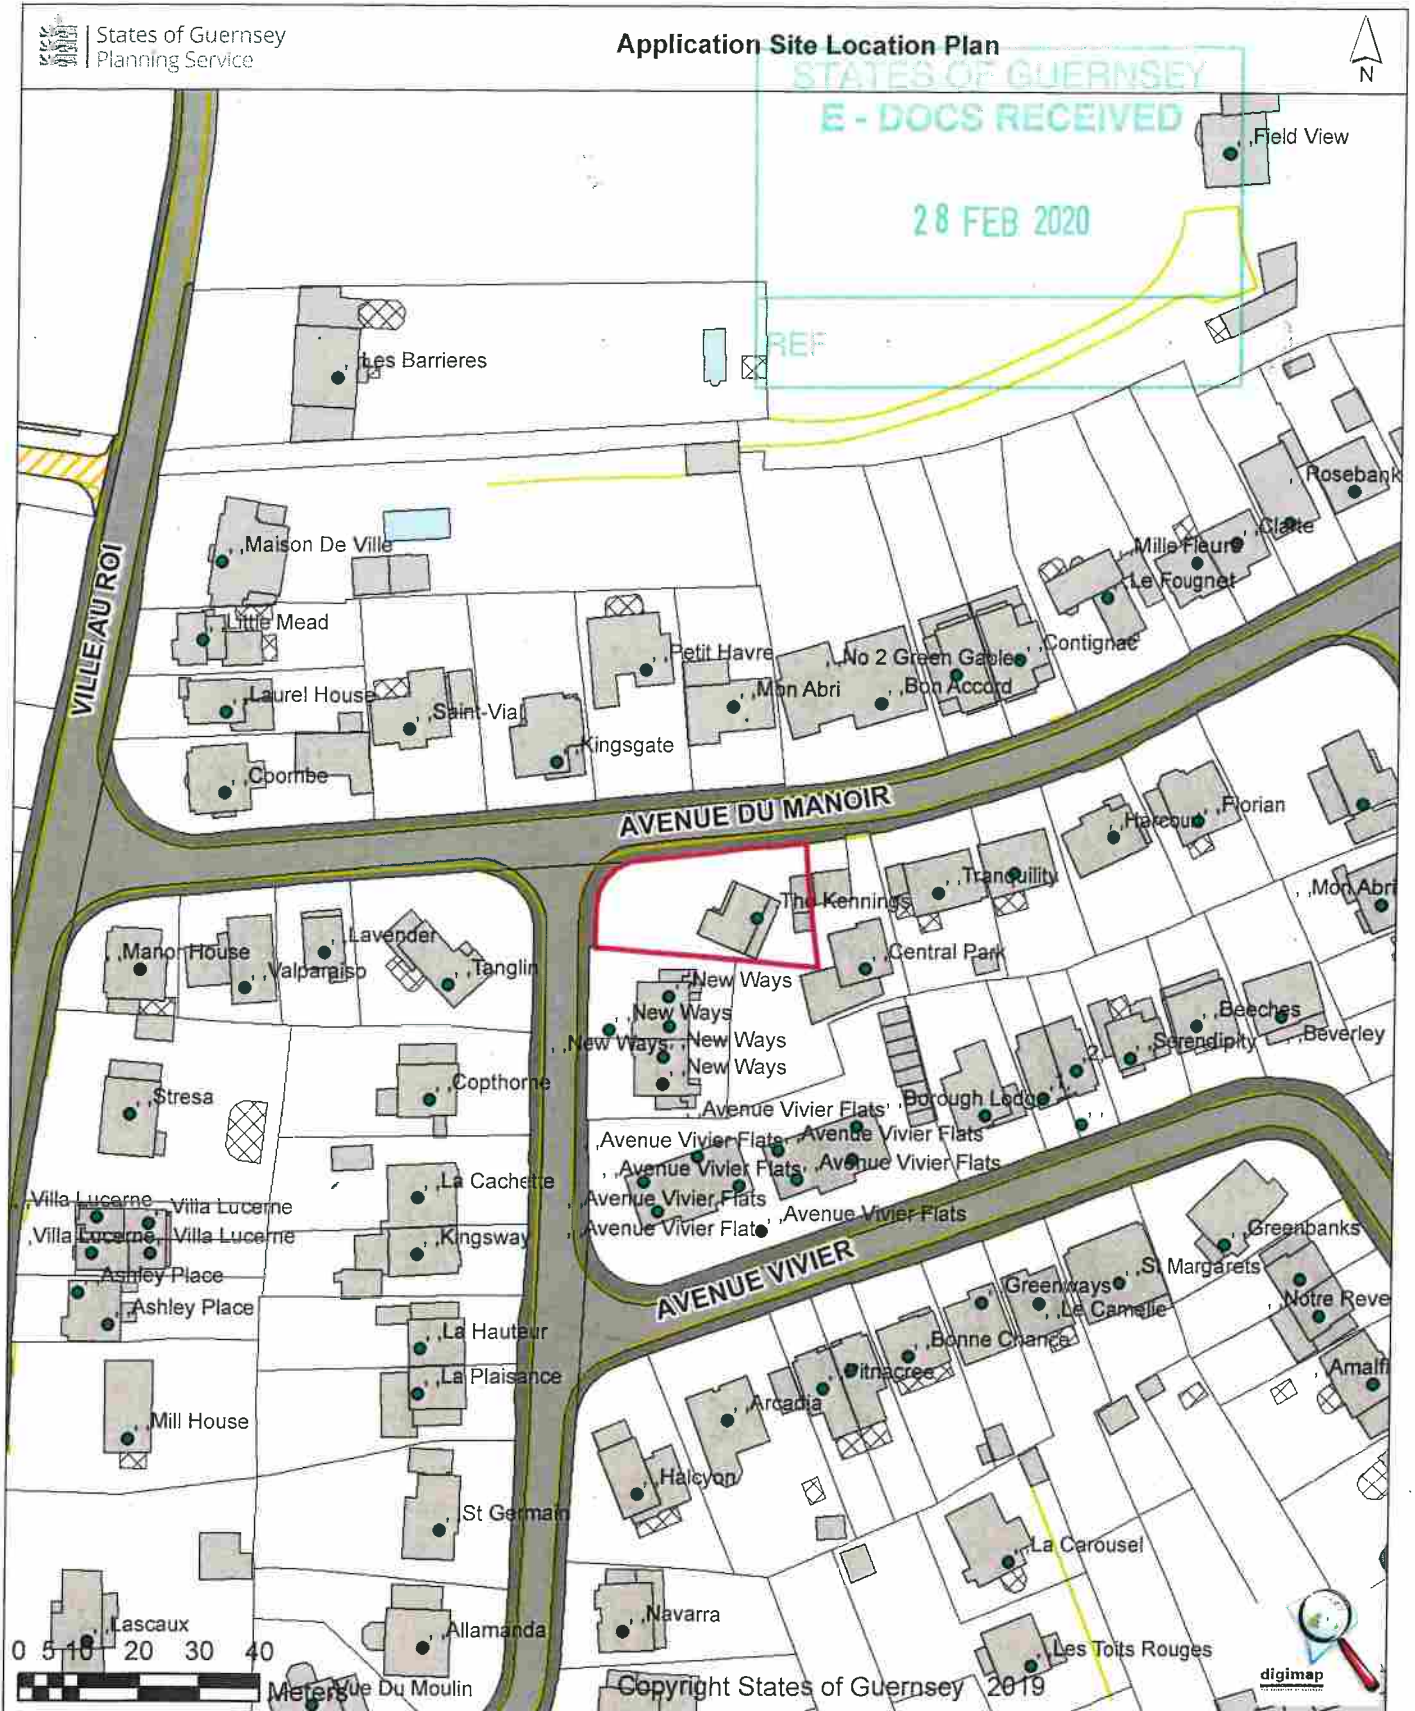 States of Guernsey
Planning Service
Application Site Location Plan
N
STATES OF GUERNSEY
E - DOCS RECEIVED
28 FEB 2020
REF
, ,Field View
, ,Les Barrieres
, ,Rosebank
, ,Maison De Ville
, ,Clarte
,Mille Fleurs
, ,Le Fougnet
VILLE AU ROI
, ,Little Mead
, ,Contignac
, ,Petit Havre
, ,No 2 Green Gables
, ,Laurel House
, ,Mon Abri
, ,Bon Accord
, ,Saint-Via
, ,Kingsgate
, ,Coombe
AVENUE DU MANOIR
, ,Florian
, ,Harcourt
, ,Tranquility
, ,Mon Abri
, ,The Kennings
, ,Manor House
, ,Lavender
, ,Central Park
, ,Valparaiso
, ,Tanglin
, ,New Ways
, ,New Ways
, ,New Ways
, ,New Ways
, ,New Ways
, ,Beeches
, ,Beverley
, ,Serendipity
, ,2
, ,1
, ,Copthorne
, ,Stresa
, ,Borough Lodge
, ,
, ,Avenue Vivier Flats
,Avenue Vivier Flats
, ,Avenue Vivier Flats
, ,Avenue Vivier Flats
, ,Avenue Vivier Flats
, ,La Cachette
, ,Avenue Vivier Flats
, ,Avenue Vivier Flats
, ,Avenue Vivier Flats
,Villa Lucerne
, ,Villa Lucerne
,Villa Lucerne
, ,Villa Lucerne
, ,Kingsway
, ,Greenbanks
AVENUE VIVIER
, ,St Margarets
, ,Ashley Place
, ,Greenways
, ,Notre Reve
, ,Ashley Place
, ,Le Camelie
, ,La Hauteur
, ,Bonne Chance
, ,La Plaisance
, ,Pitnacree
, ,Amalfi
, ,Arcadia
, ,Mill House
, ,Halcyon
, ,St Germain
, ,La Carousel
, ,Navarra
, ,Lascaux
, ,Allamanda
, ,Les Toits Rouges
0 5 10 20 30 40
Meters
Vue Du Moulin
Copyright States of Guernsey 2019
digimap